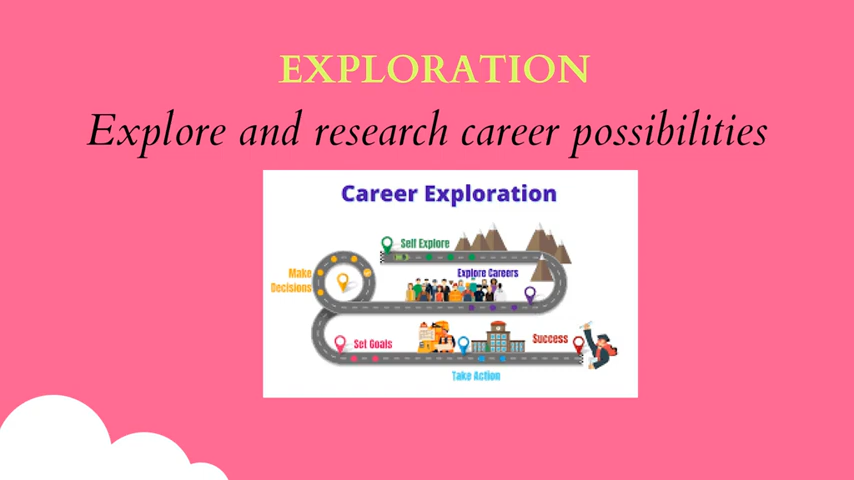 EXPLORATION
Explore and research career possibilities
Career Exploration
Self Explore
Explore Careers
Make
Decisions
Set Goals
Success
Take Action